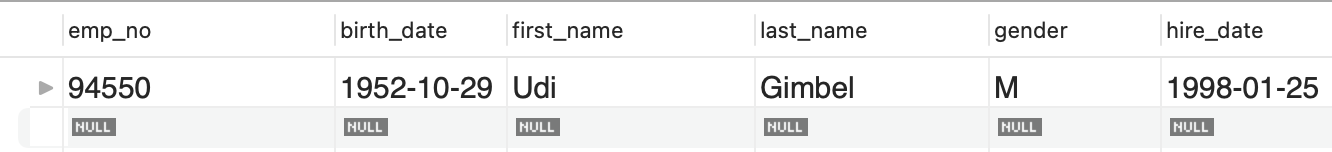 emp_no birth_date first_name last_name gender hire_date
94550 1952-10-29 Udi Gimbel M 1998-01-25
NULL NULL NULL NULL NULL NULL